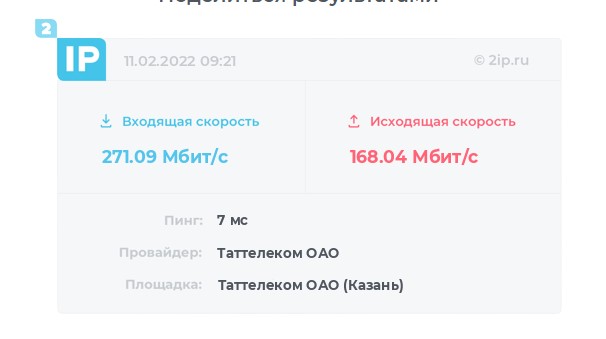 Поделиться результатами
2
IP
11.02.2022 09:21
© 2ip.ru
Входящая скорость
Исходящая скорость
271.09 Мбит/с
168.04 Мбит/с
Пинг: 7 мс
Провайдер: Таттелеком ОАО
Площадка: Таттелеком ОАО (Казань)